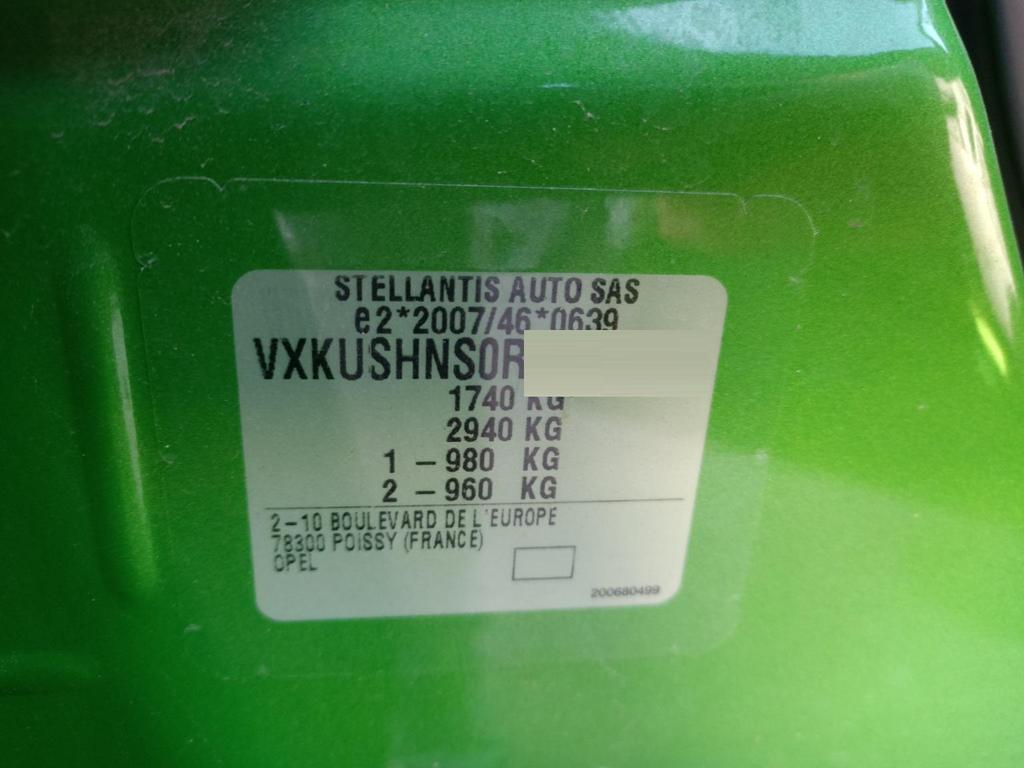 STELLANTIS AUTO SAS
e2*2007/46*0639
VXKUSHNS0R
1740 KG
2940 KG
1 – 980 KG
2 – 960 KG
2–10 BOULEVARD DE L'EUROPE
78300 POISSY (FRANCE)
OPEL
200680499